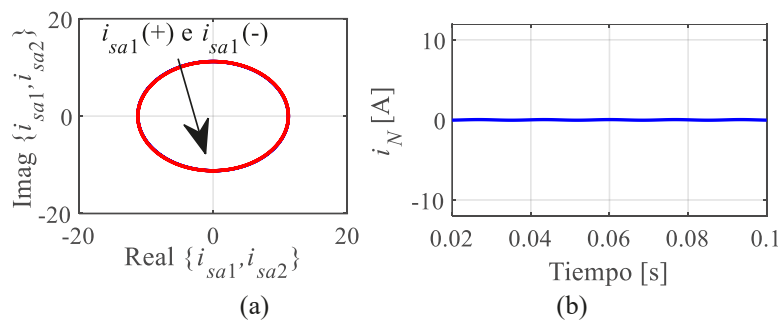 20
i_sa1(+) e i_sa1(-)
0
-20
-20 0 20
Imag {i_sa1,i_sa2}
Real {i_sa1,i_sa2}
(a)
10
0
-10
0.02 0.04 0.06 0.08 0.1
i_N [A]
Tiempo [s]
(b)